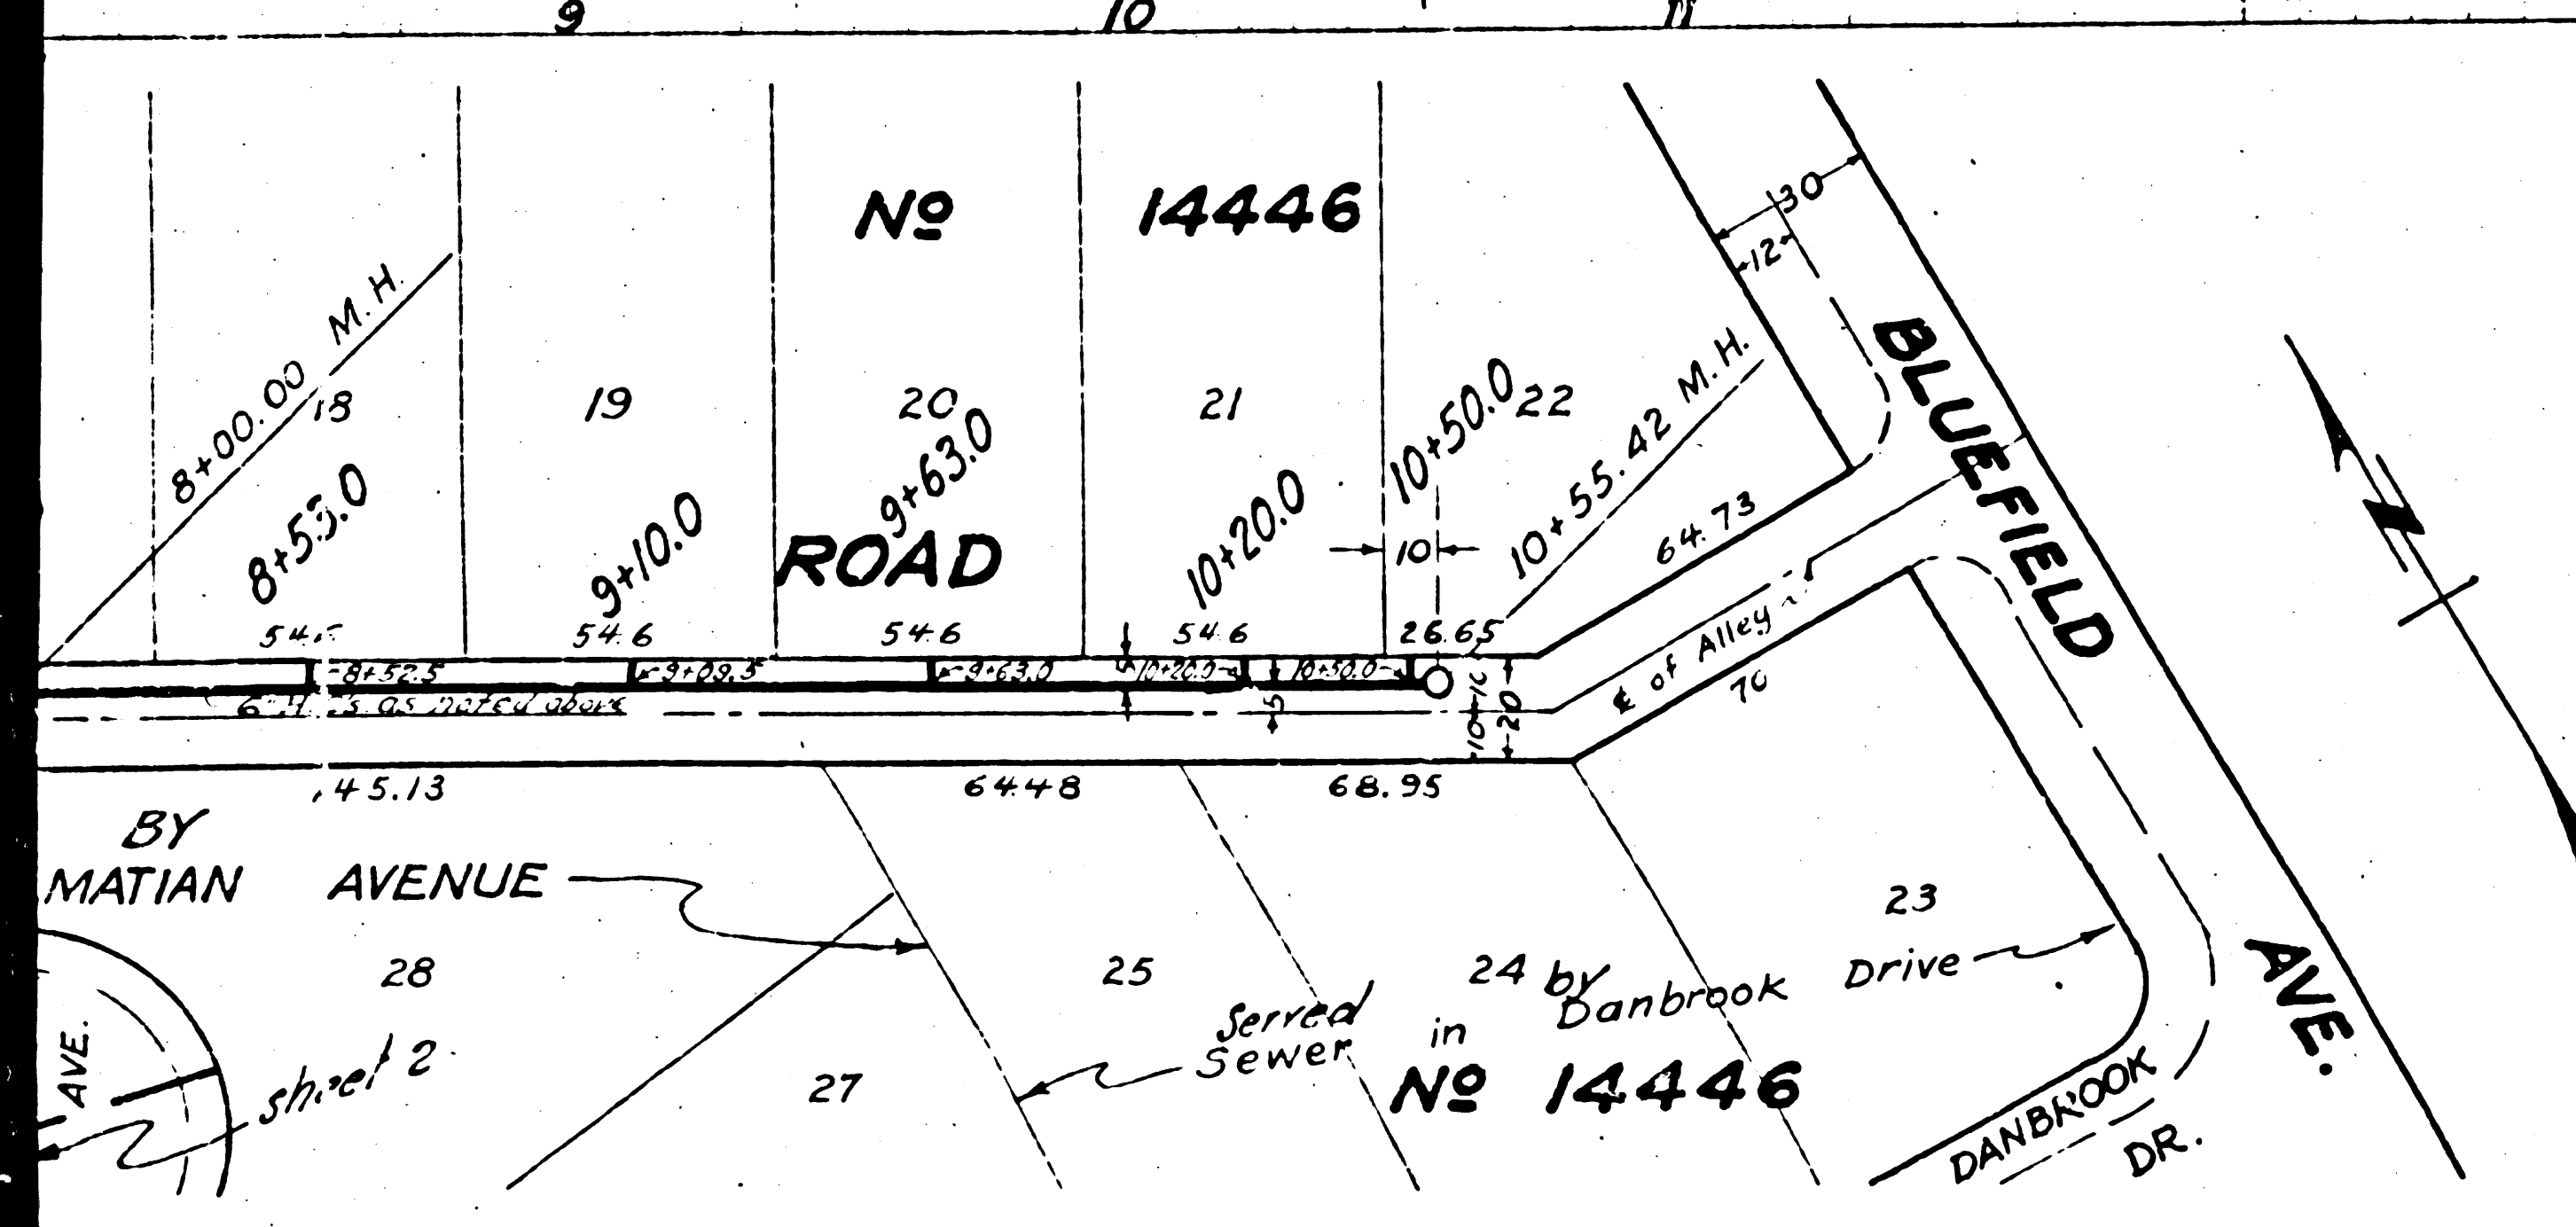 9 10 11
30
12
Nº 14446
8+00.00 M.H.
18 19 20 21 22
8+53.0 9+10.0 9+63.0 10+20.0 10+50.0
10+55.42 M.H.
BLUEFIELD
N
ROAD
10
64.73
54.6 54.6 54.6 26.65
8+52.5 9+09.5 9+63.0 10+20.0 10+50.0
as noted above
5
10+10
20
℄ of Alley
70
45.13 64.48 68.95
BY
MATIAN AVENUE
23
28 25 24 by
Danbrook Drive
Served in
Sewer
AVE.
AVE.
sheet 2
27
Nº 14446
DANBROOK
DR.